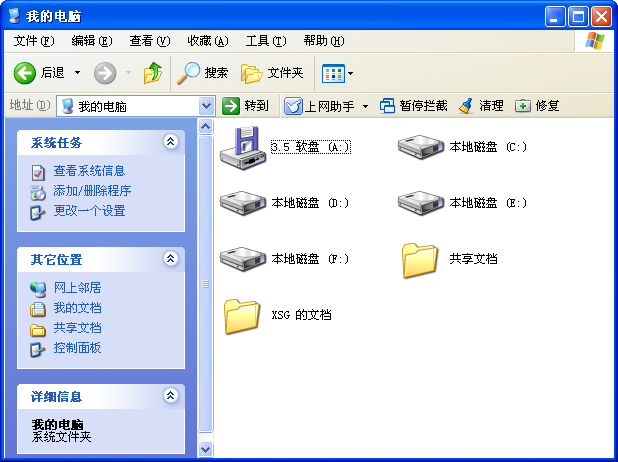 我的电脑
文件(F) 编辑(E) 查看(V) 收藏(A) 工具(T) 帮助(H)
后退 搜索 文件夹
地址(D) 我的电脑 转到 上网助手 暂停拦截 清理 修复
系统任务
查看系统信息
添加/删除程序
更改一个设置
其它位置
网上邻居
我的文档
共享文档
控制面板
详细信息
我的电脑
系统文件夹
3.5 软盘 (A:) 本地磁盘 (C:)
本地磁盘 (D:) 本地磁盘 (E:)
本地磁盘 (F:) 共享文档
XSG 的文档